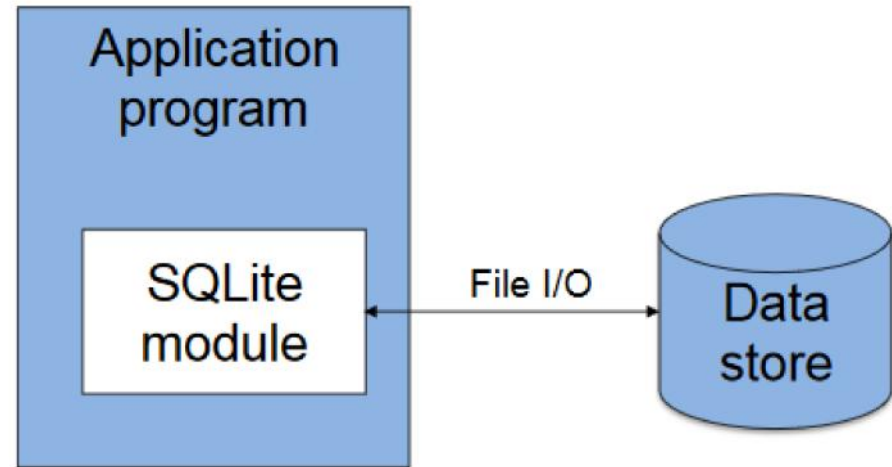 Application
program
SQLite
module
File I/O
Data
store